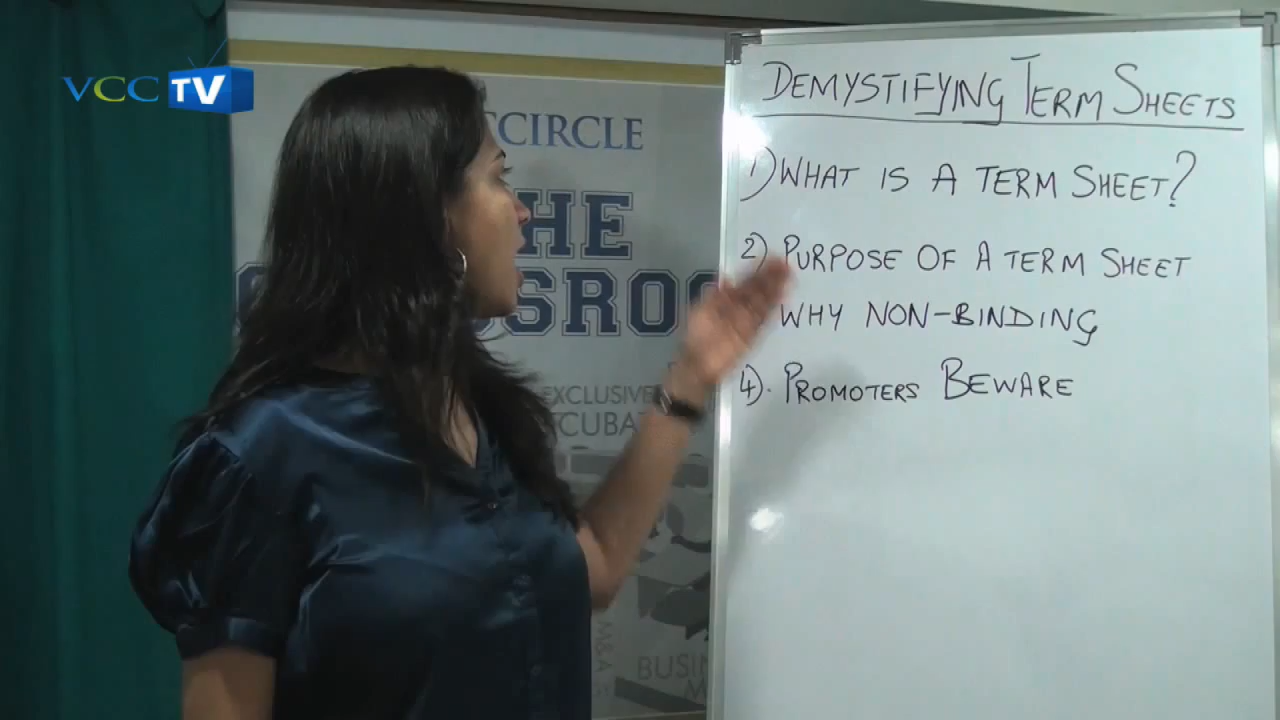 VCC TV
DEMYSTIFYING TERM SHEETS
1) WHAT IS A TERM SHEET?
2) PURPOSE OF A TERM SHEET
WHY NON-BINDING
4). PROMOTERS BEWARE
CIRCLE
HE
SROO
EXCLUSIVE
CUBA
M&A
BUSIN
M